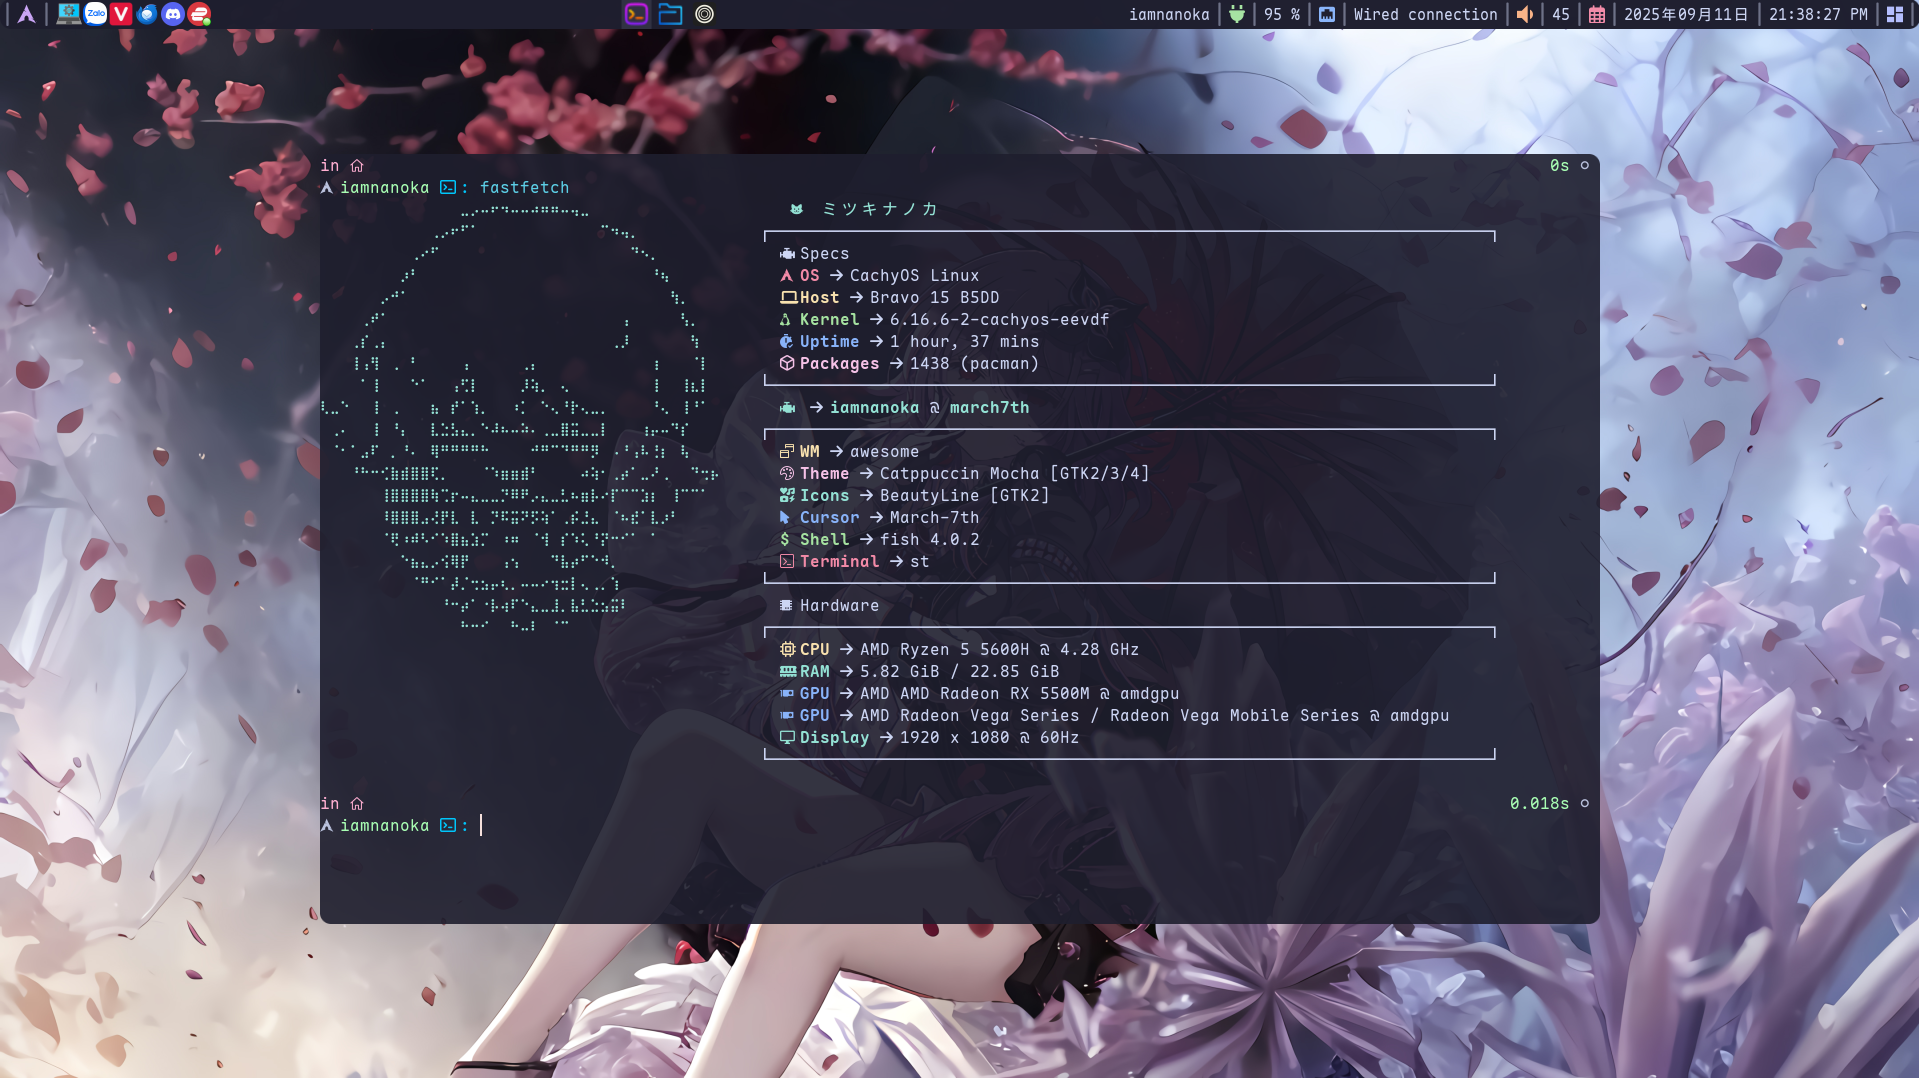 Zalo
iamnanoka 95 % Wired connection 45 2025年09月11日 21:38:27 PM
in 0s
iamnanoka : fastfetch
ミツキナノカ
Specs
OS → CachyOS Linux
Host → Bravo 15 B5DD
Kernel → 6.16.6-2-cachyos-eevdf
Uptime → 1 hour, 37 mins
Packages → 1438 (pacman)
→ iamnanoka @ march7th
WM → awesome
Theme → Catppuccin Mocha [GTK2/3/4]
Icons → BeautyLine [GTK2]
Cursor → March-7th
$ Shell → fish 4.0.2
Terminal → st
Hardware
CPU → AMD Ryzen 5 5600H @ 4.28 GHz
RAM → 5.82 GiB / 22.85 GiB
GPU → AMD AMD Radeon RX 5500M @ amdgpu
GPU → AMD Radeon Vega Series / Radeon Vega Mobile Series @ amdgpu
Display → 1920 x 1080 @ 60Hz
in 0.018s
iamnanoka :